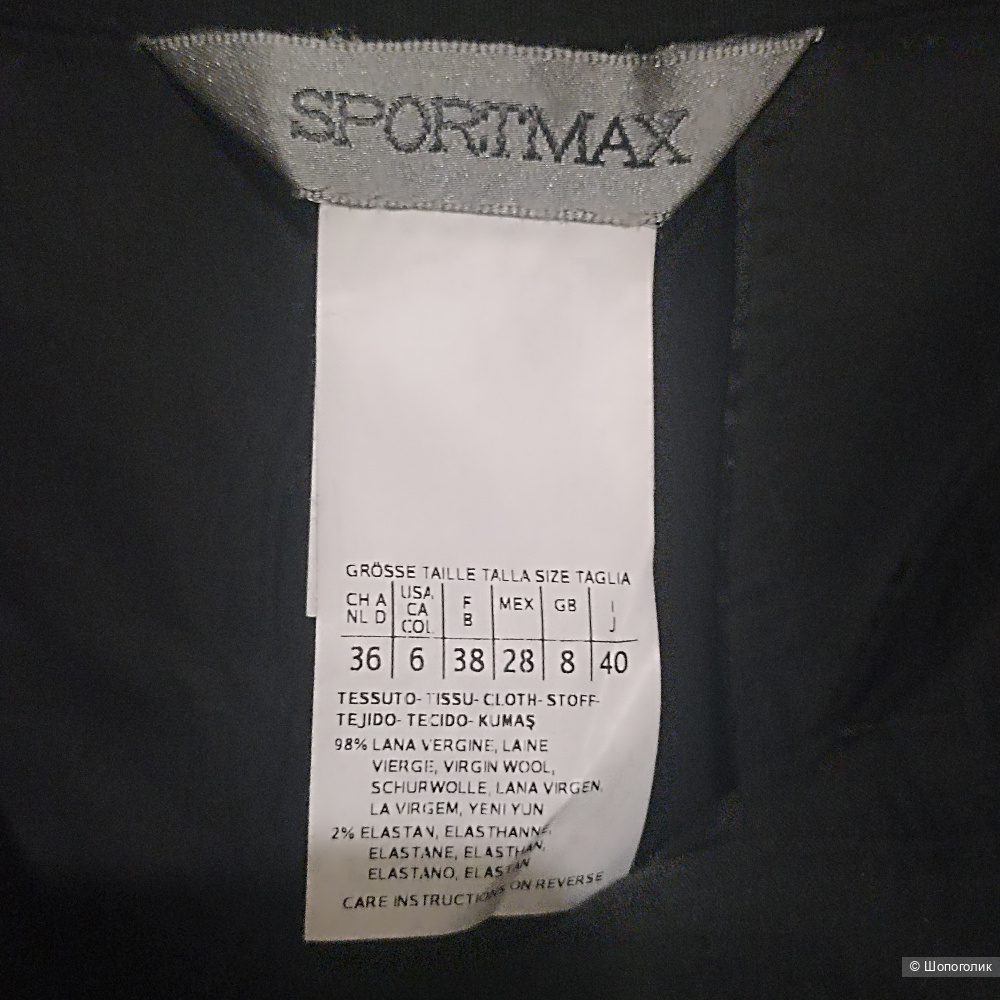 SPORTMAX
GRÖSSE TAILLE TALLA SIZE TAGLIA
CH A NL D USA CA COL F B MEX GB I J
36 6 38 28 8 40
TESSUTO- TISSU- CLOTH- STOFF-
TEJIDO- TECIDO- KUMAŞ
98% LANA VERGINE, LAINE
VIERGE, VIRGIN WOOL,
SCHURWOLLE, LANA VIRGEN,
LA VIRGEM, YENI YUN
2% ELASTAN, ELASTHANNE,
ELASTANE, ELASTHAN,
ELASTANO, ELASTAN
CARE INSTRUCTIONS ON REVERSE
© Шопоголик